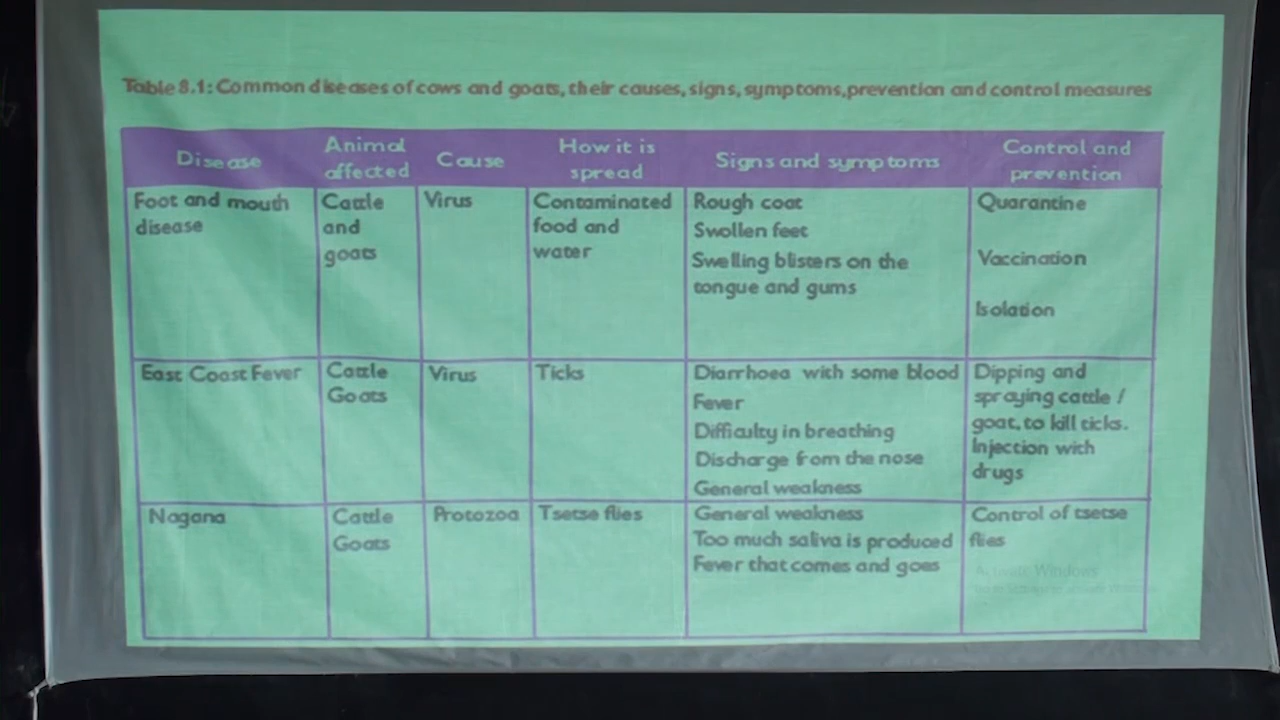 Table 8.1: Common diseases of cows and goats, their causes, signs, symptoms,prevention and control measures
Disease
Animal
affected
Cause
How it is
spread
Signs and symptoms
Control and
prevention
Foot and mouth
disease
Cattle
and
goats
Virus
Contaminated
food and
water
Rough coat
Swollen feet
Swelling blisters on the
tongue and gums
Quarantine
Vaccination
Isolation
East Coast Fever
Cattle
Goats
Virus
Ticks
Diarrhoea with some blood
Fever
Difficulty in breathing
Discharge from the nose
General weakness
Dipping and
spraying cattle /
goat, to kill ticks.
Injection with
drugs
Nagana
Cattle
Goats
Protozoa
Tsetse flies
General weakness
Too much saliva is produced
Fever that comes and goes
Control of tsetse
flies
Activate Windows